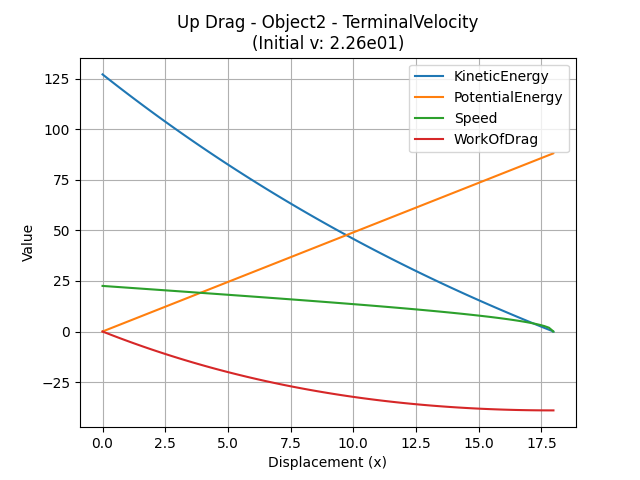 Up Drag - Object2 - TerminalVelocity
(Initial v: 2.26e01)
KineticEnergy
PotentialEnergy
Speed
WorkOfDrag
125
100
75
50
25
0
−25
Value
0.0 2.5 5.0 7.5 10.0 12.5 15.0 17.5
Displacement (x)